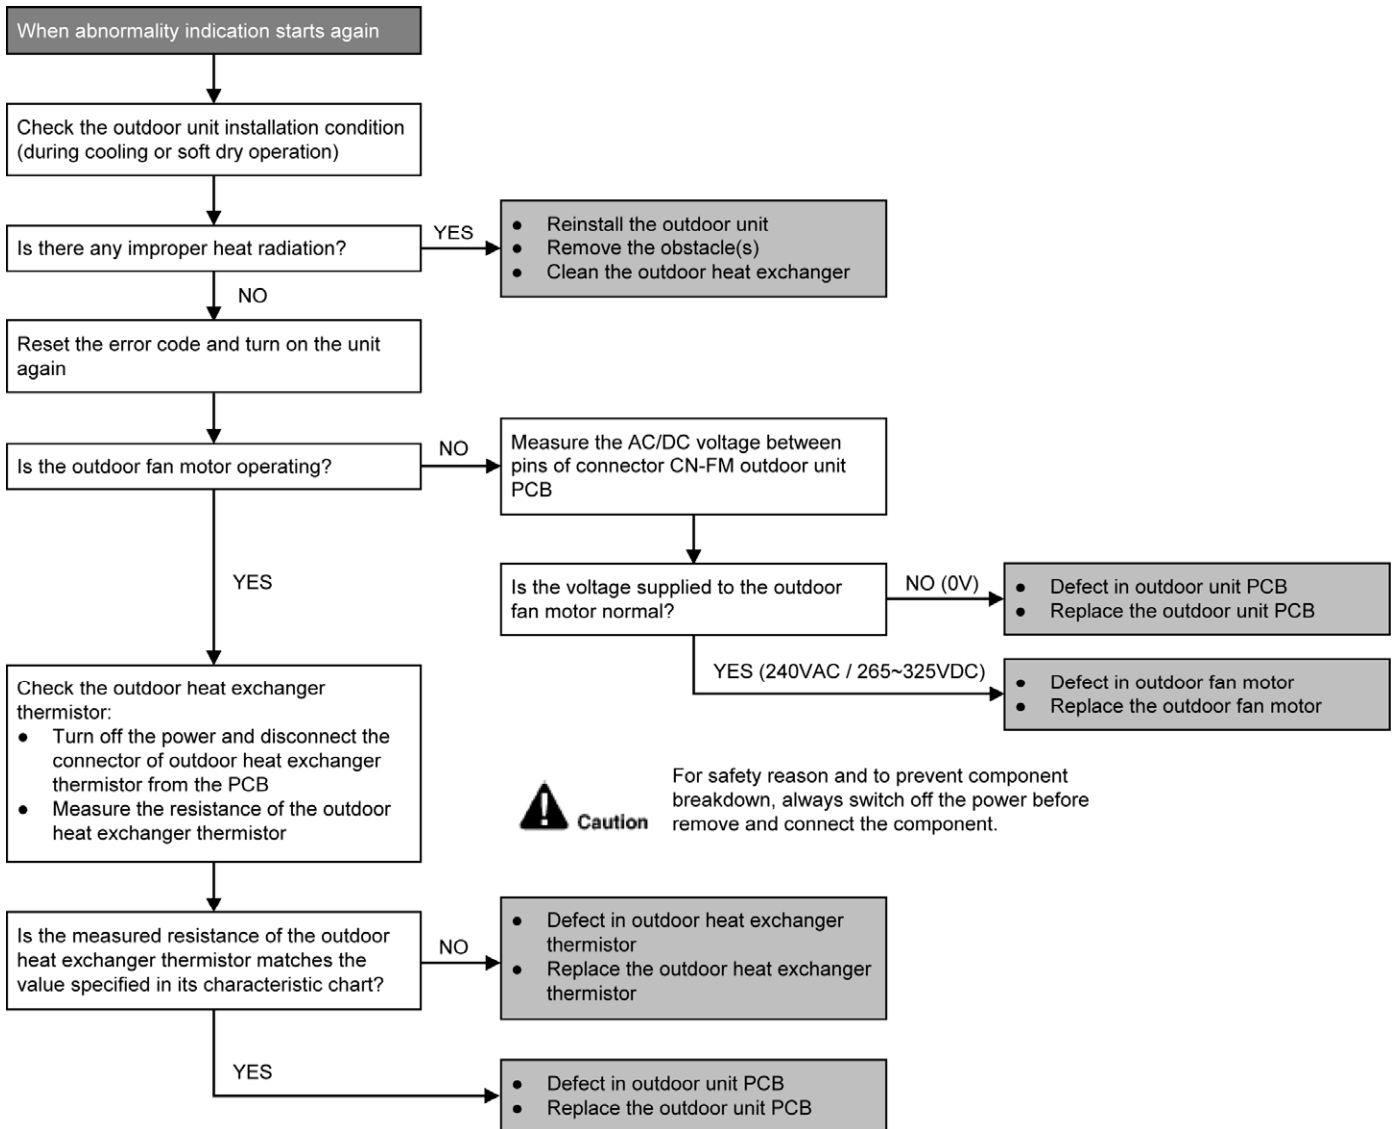 When abnormality indication starts again
Check the outdoor unit installation condition
(during cooling or soft dry operation)
Is there any improper heat radiation?
YES
● Reinstall the outdoor unit
● Remove the obstacle(s)
● Clean the outdoor heat exchanger
NO
Reset the error code and turn on the unit
again
Is the outdoor fan motor operating?
NO
Measure the AC/DC voltage between
pins of connector CN-FM outdoor unit
PCB
YES
Is the voltage supplied to the outdoor
fan motor normal?
NO (0V)
● Defect in outdoor unit PCB
● Replace the outdoor unit PCB
YES (240VAC / 265~325VDC)
● Defect in outdoor fan motor
● Replace the outdoor fan motor
Check the outdoor heat exchanger
thermistor:
● Turn off the power and disconnect the
connector of outdoor heat exchanger
thermistor from the PCB
● Measure the resistance of the outdoor
heat exchanger thermistor
Caution
For safety reason and to prevent component
breakdown, always switch off the power before
remove and connect the component.
Is the measured resistance of the outdoor
heat exchanger thermistor matches the
value specified in its characteristic chart?
NO
● Defect in outdoor heat exchanger
thermistor
● Replace the outdoor heat exchanger
thermistor
YES
● Defect in outdoor unit PCB
● Replace the outdoor unit PCB